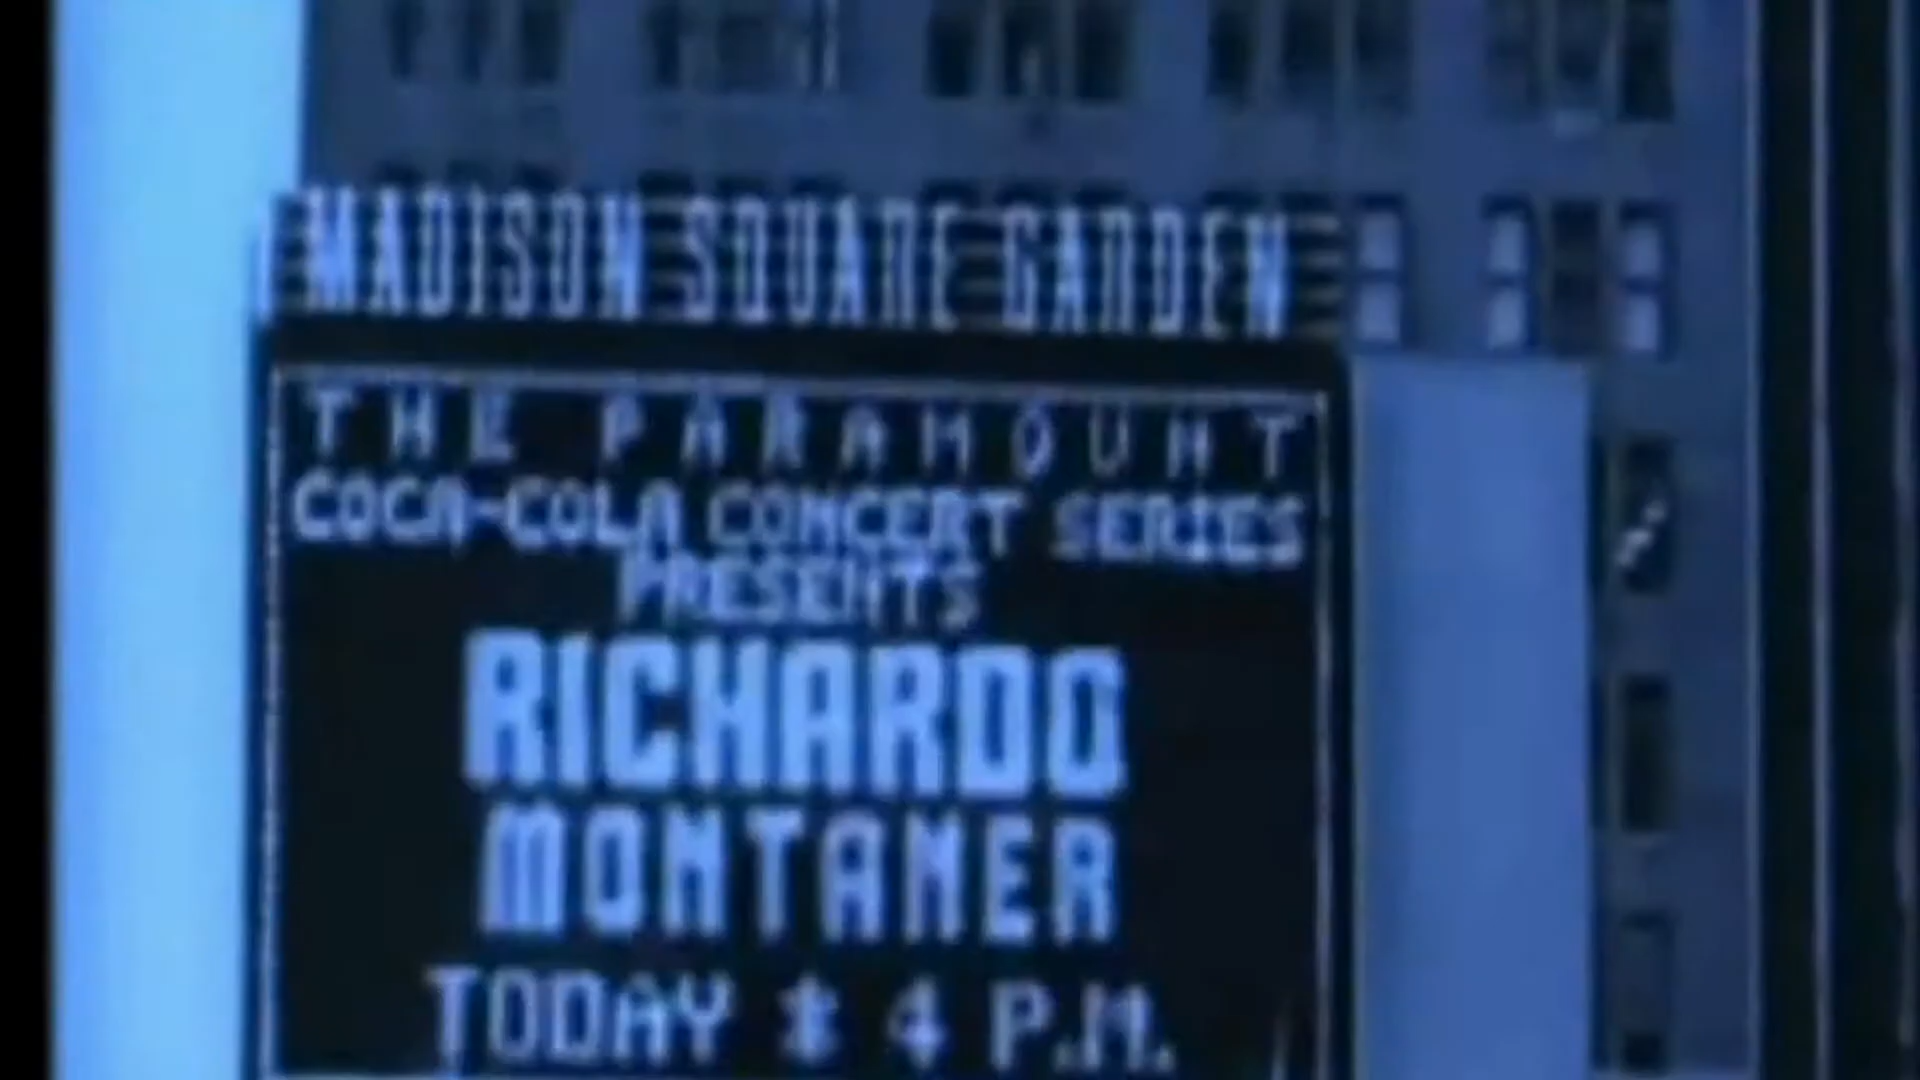 MADISON SQUARE GARDEN
THE PARAMOUNT
COCA-COLA CONCERT SERIES
PRESENTS
RICHARDO
MONTANER
TODAY & 4 P.M.